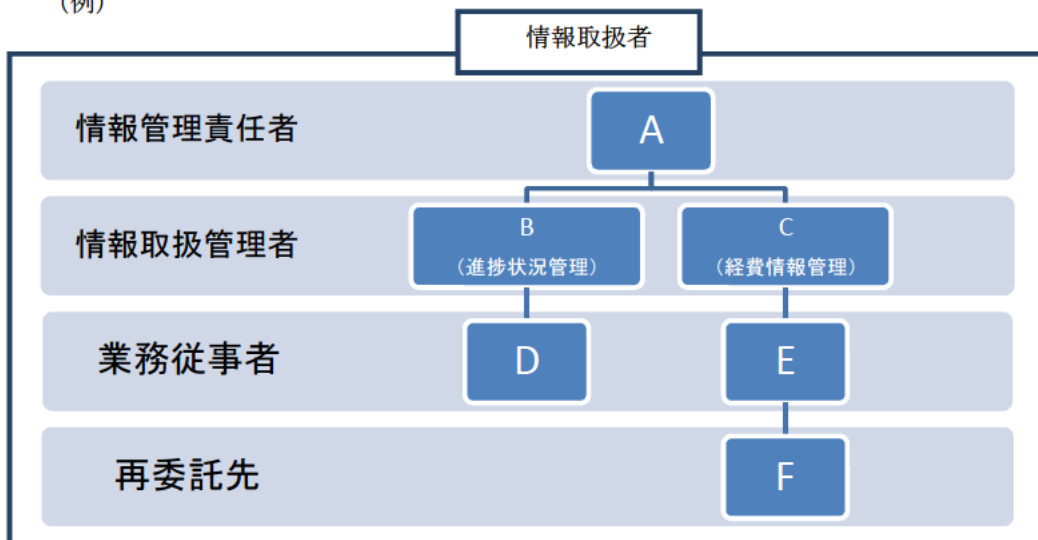 (例)
情報取扱者
情報管理責任者
A
情報取扱管理者
B
(進捗状況管理)
C
(経費情報管理)
業務従事者
D
E
再委託先
F